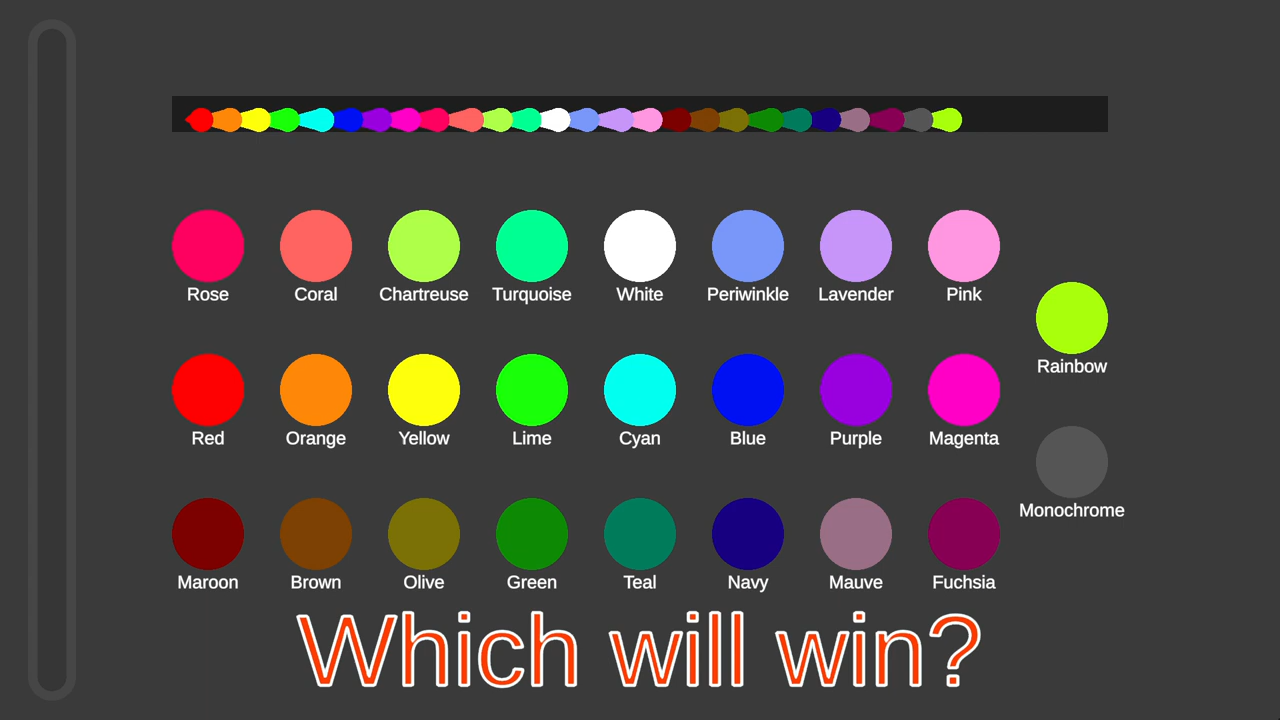 Rose Coral Chartreuse Turquoise White Periwinkle Lavender Pink
Rainbow
Red Orange Yellow Lime Cyan Blue Purple Magenta
Monochrome
Maroon Brown Olive Green Teal Navy Mauve Fuchsia
Which will win?